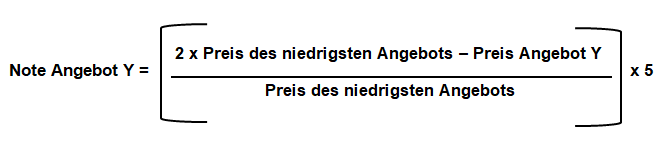 2 x Preis des niedrigsten Angebots – Preis Angebot Y
Note Angebot Y = x 5
Preis des niedrigsten Angebots